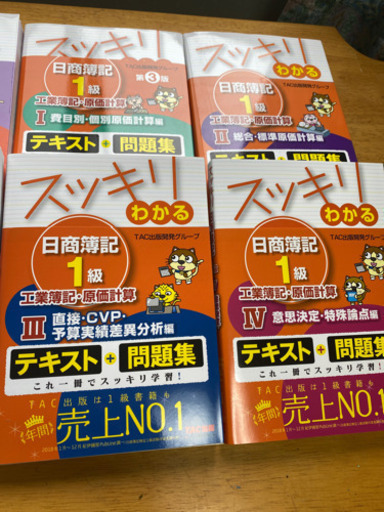 スッキリ
わかる
TAC出版開発グループ
日商簿記
1級
第3版
工業簿記・原価計算
I 費目別・個別原価計算編
テキスト+問題集
スッキリ
わかる
TAC出版開発グループ
日商簿記
1級
工業簿記・原価計算
II 総合・標準原価計算編
テキスト+問題集
スッキリ
わかる
TAC出版開発グループ
日商簿記
1級
工業簿記・原価計算
III 直接・CVP・
予算実績差異分析編
テキスト+問題集
これ一冊でスッキリ学習!
TAC出版は1級書籍も
年間
売上NO.1
スッキリ
わかる
TAC出版開発グループ
日商簿記
1級
工業簿記・原価計算
IV 意思決定・特殊論点編
テキスト+問題集
これ一冊でスッキリ学習!
TAC出版は1級書籍も
年間
売上NO.1